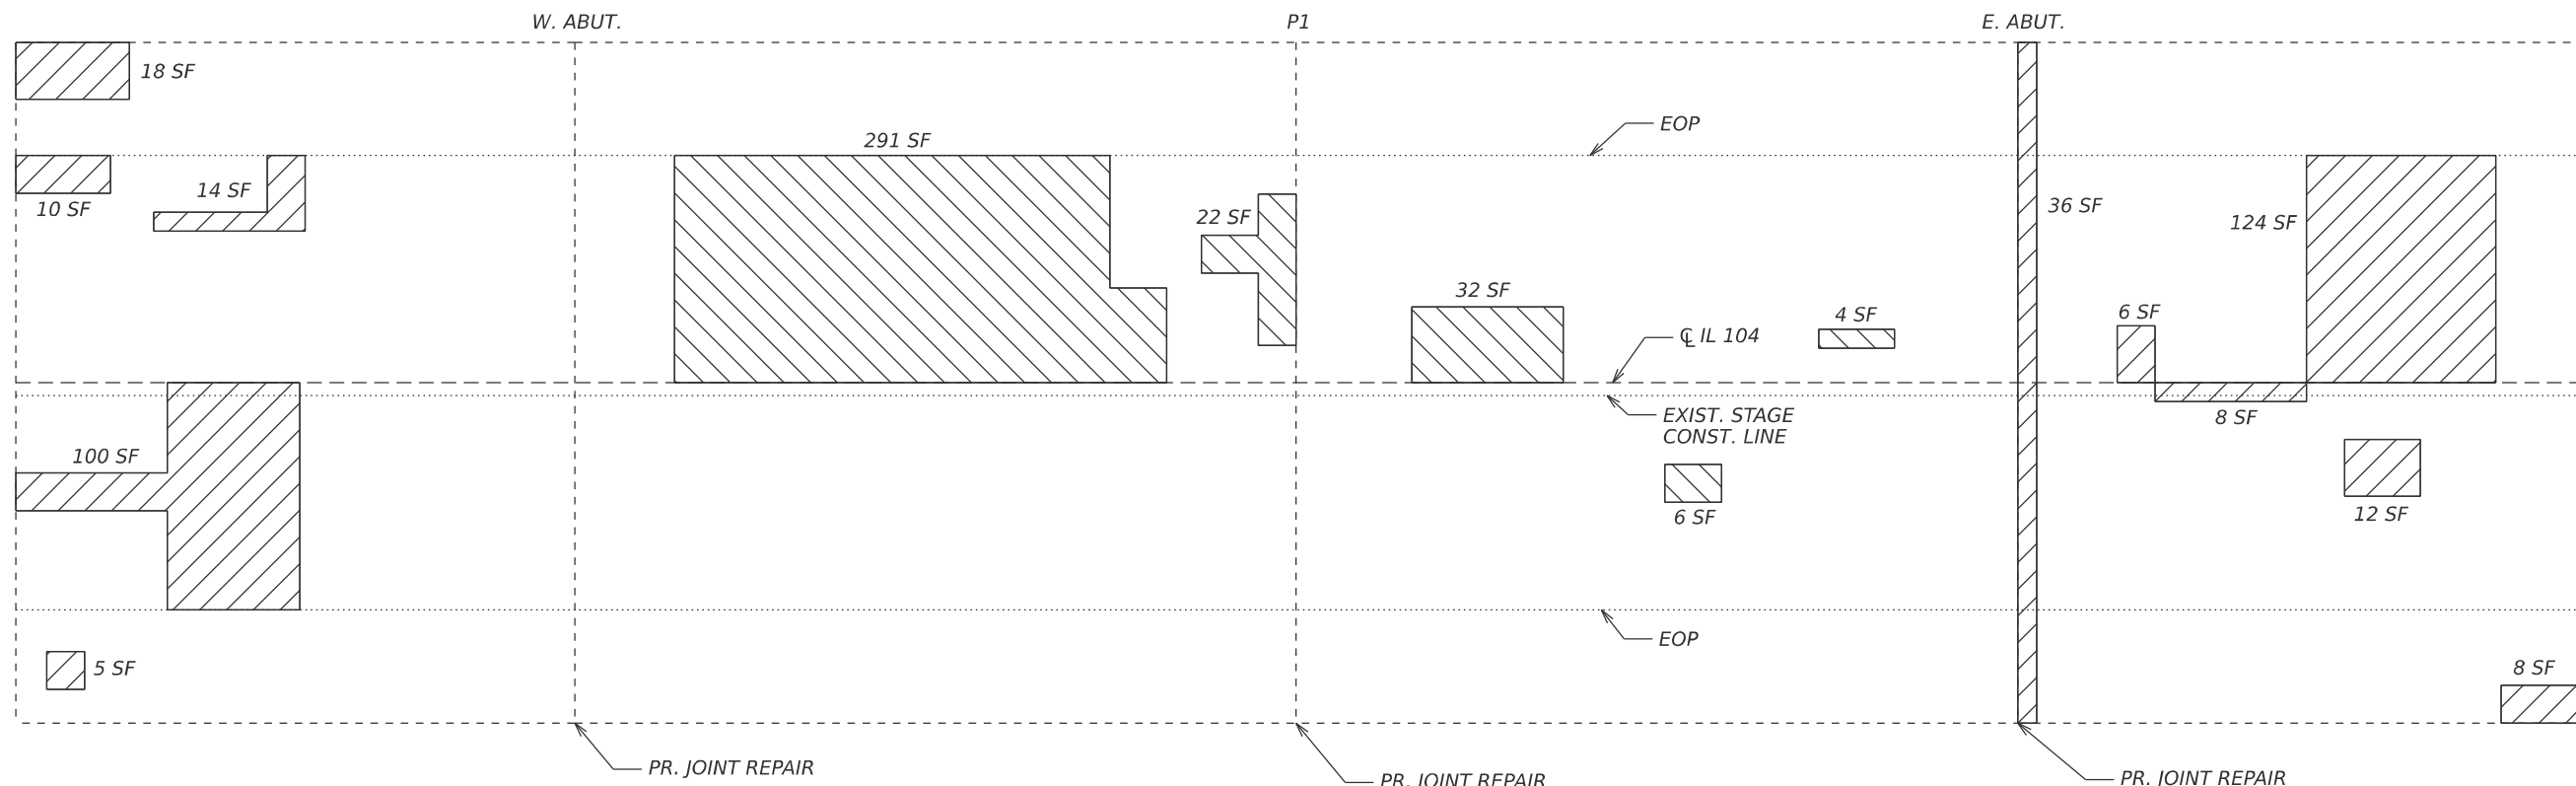 W. ABUT.
P1
E. ABUT.
18 SF
EOP
291 SF
10 SF
14 SF
22 SF
36 SF
124 SF
32 SF
4 SF
6 SF
℄ IL 104
EXIST. STAGE
CONST. LINE
8 SF
100 SF
6 SF
12 SF
EOP
5 SF
8 SF
PR. JOINT REPAIR
PR. JOINT REPAIR
PR. JOINT REPAIR